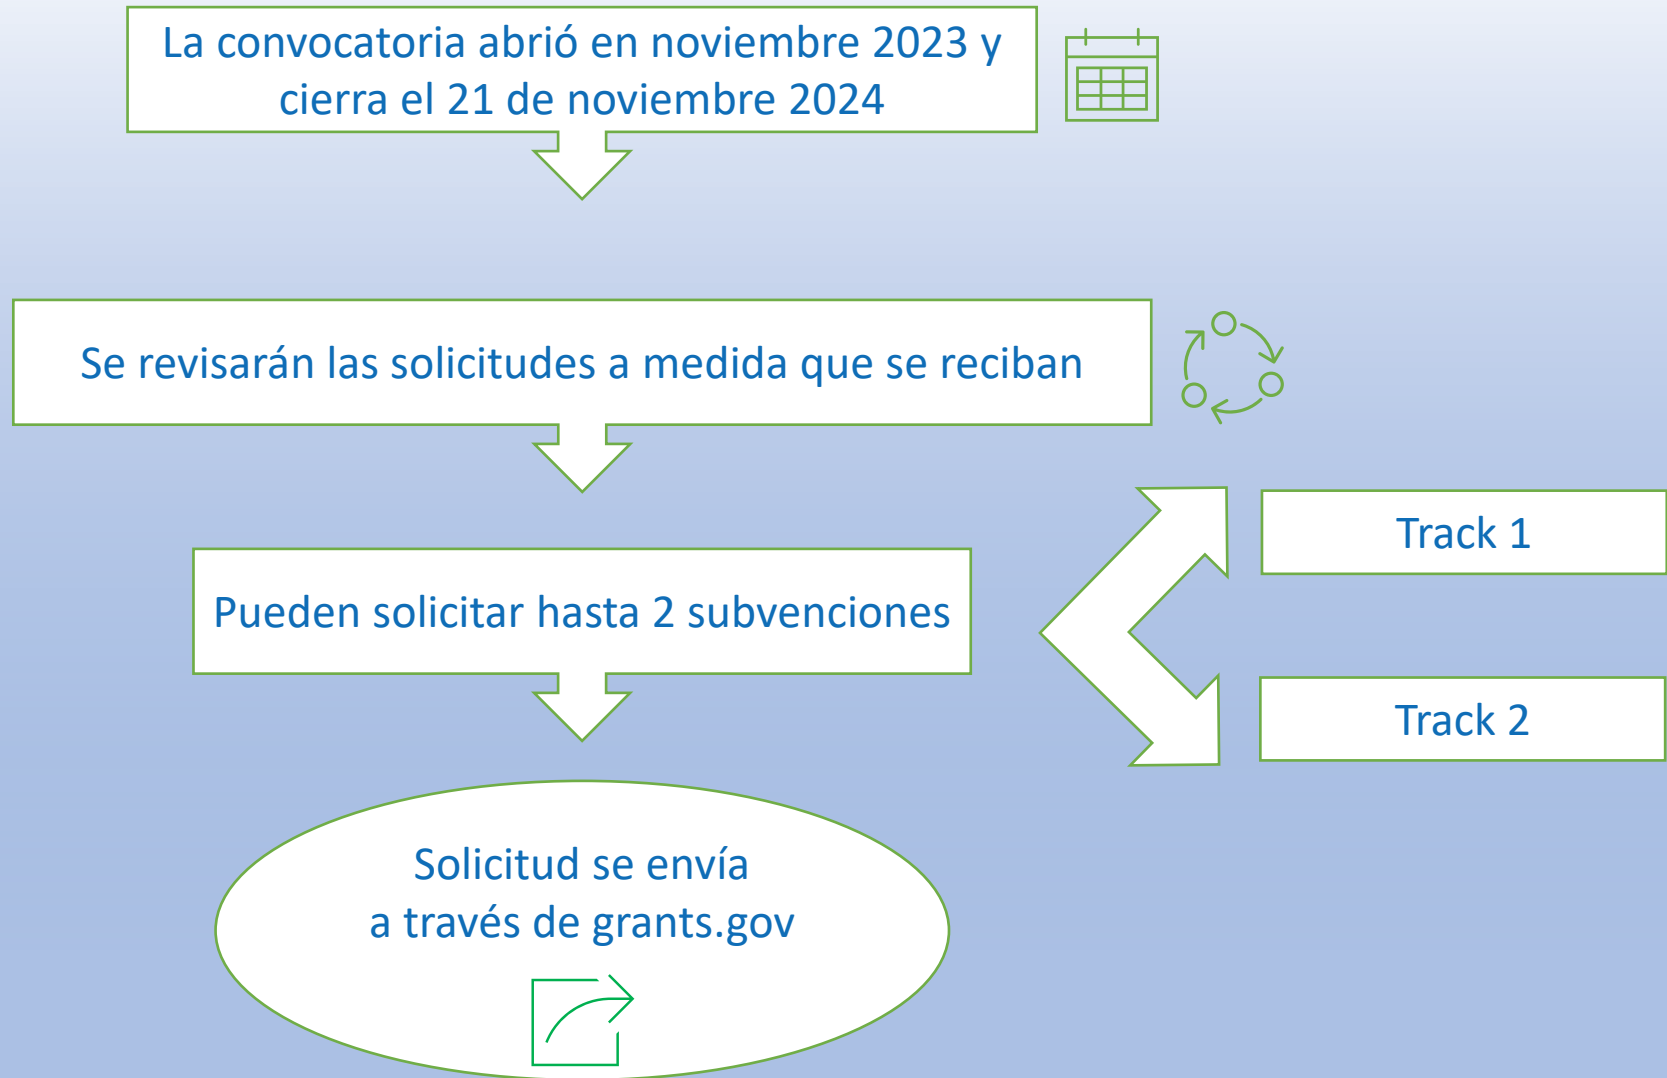 La convocatoria abrió en noviembre 2023 y
cierra el 21 de noviembre 2024
Se revisarán las solicitudes a medida que se reciban
Pueden solicitar hasta 2 subvenciones
Track 1
Track 2
Solicitud se envía
a través de grants.gov